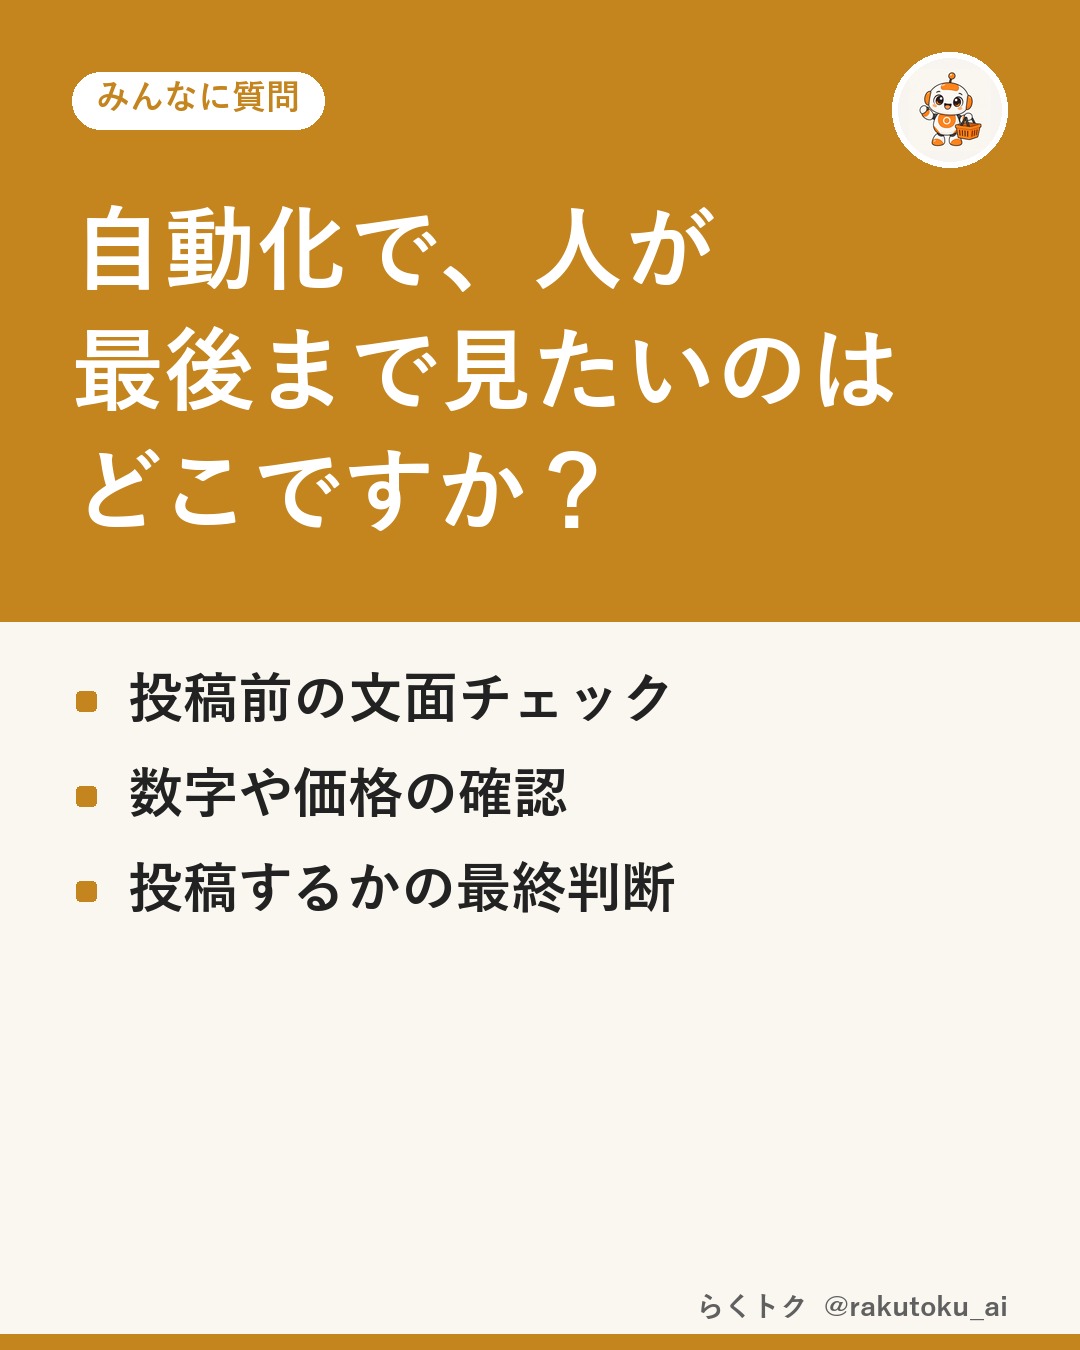 みんなに質問
自動化で、人が
最後まで見たいのは
どこですか？
投稿前の文面チェック
数字や価格の確認
投稿するかの最終判断
らくトク @rakutoku_ai